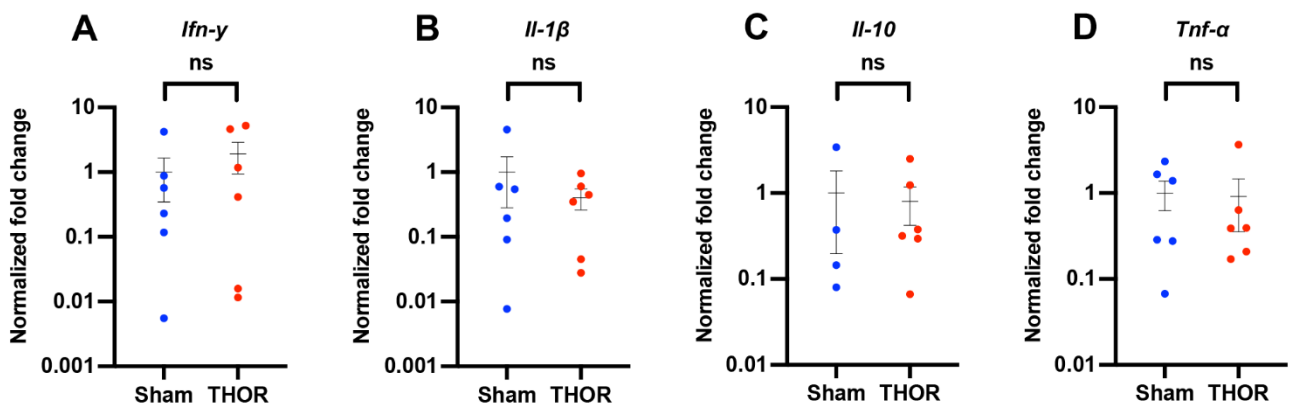 A
Ifn-y
ns
Normalized fold change
10
1
0.1
0.01
0.001
Sham THOR
B
Il-1β
ns
Normalized fold change
10
1
0.1
0.01
0.001
Sham THOR
C
Il-10
ns
Normalized fold change
10
1
0.1
0.01
Sham THOR
D
Tnf-α
ns
Normalized fold change
10
1
0.1
0.01
Sham THOR